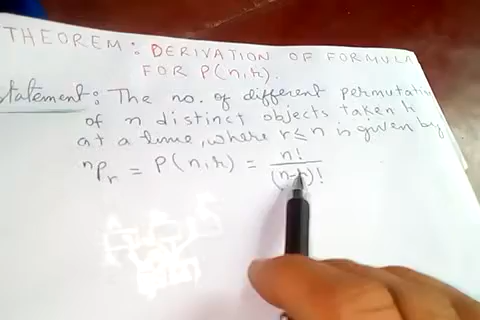 THEOREM: DERIVATION OF FORMULA
FOR P(n,r).
Statement: The no. of different permutati
of n distinct objects taken r
at a time, where r≤n is given by
ⁿPᵣ = P(n,r) = n!/(n-r)!